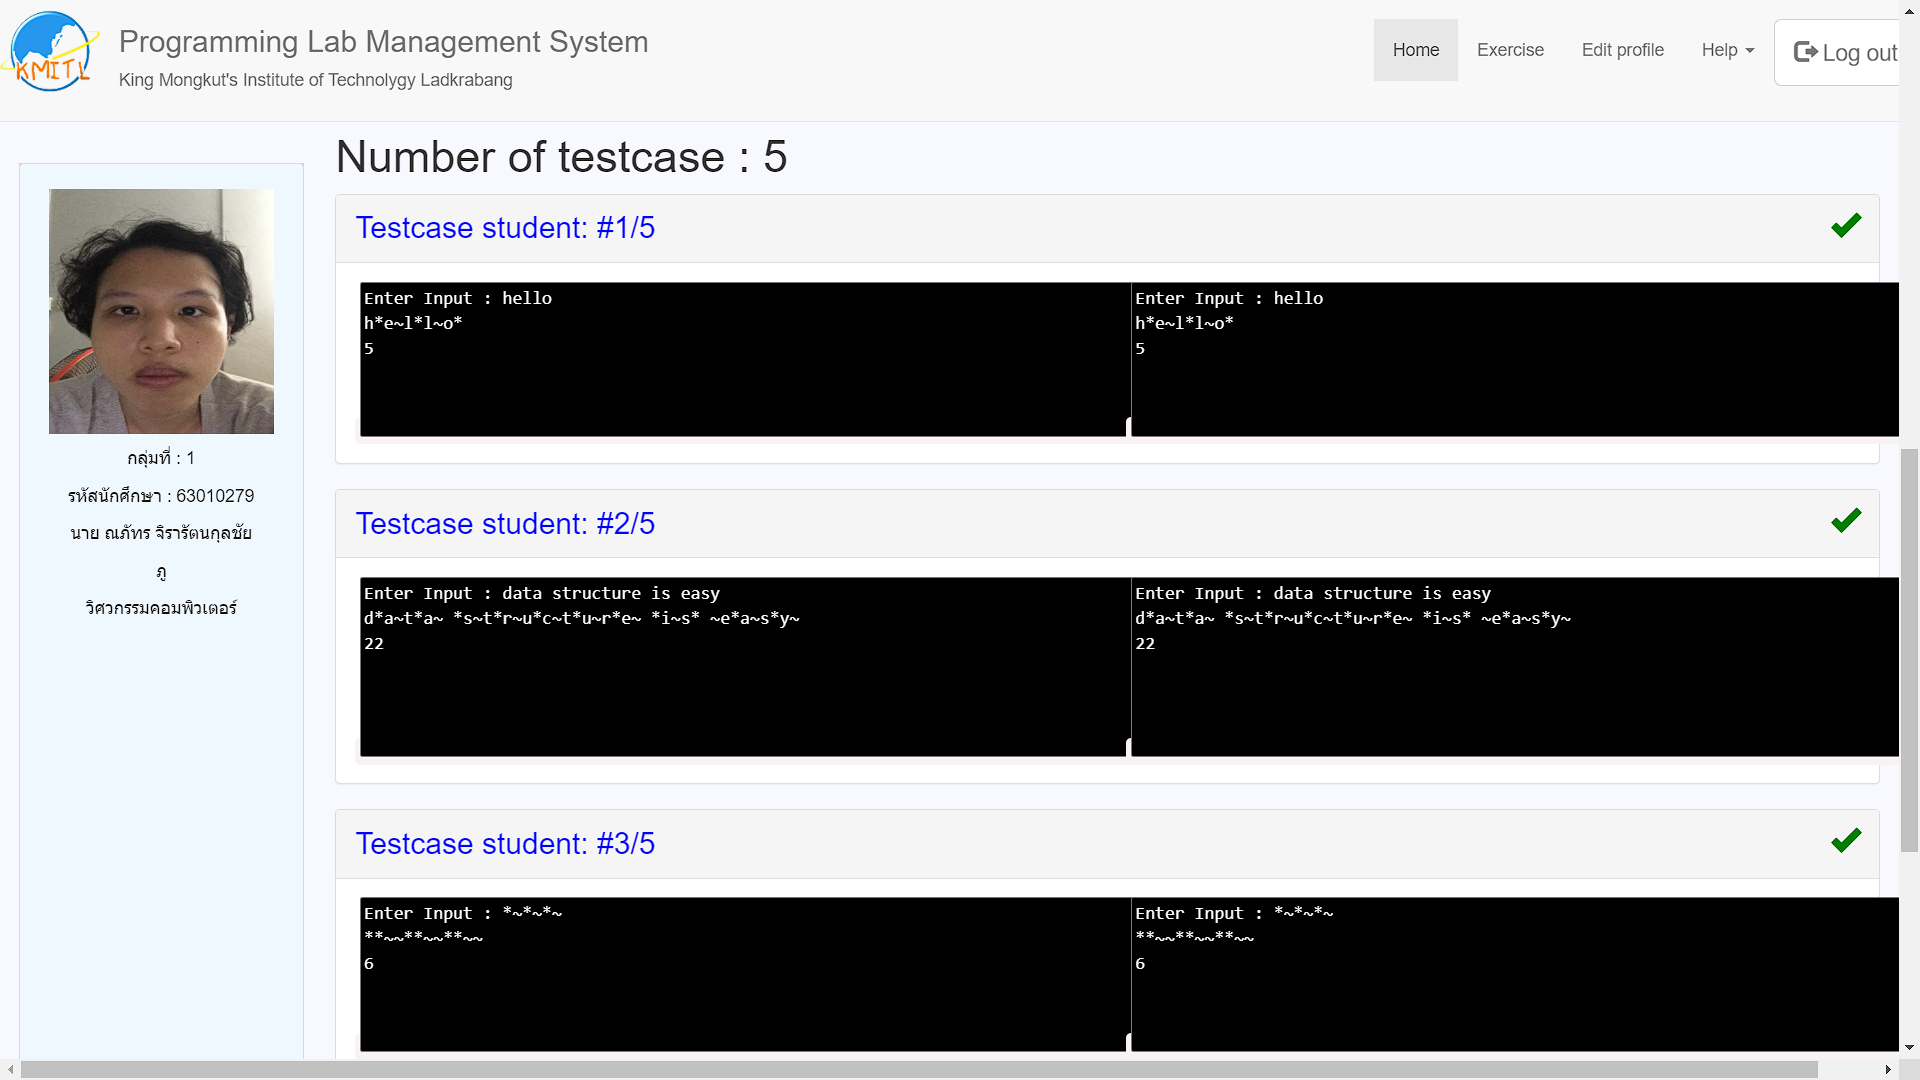 KMITL
Programming Lab Management System
King Mongkut's Institute of Technolygy Ladkrabang
Home
Exercise
Edit profile
Help
Log out
กลุ่มที่ : 1
รหัสนักศึกษา : 63010279
นาย ณภัทร จิรารัตนกุลชัย
ภู
วิศวกรรมคอมพิวเตอร์
Number of testcase : 5
Testcase student: #1/5
Enter Input : hello
h*e~l*l~o*
5
Enter Input : hello
h*e~l*l~o*
5
Testcase student: #2/5
Enter Input : data structure is easy
d*a~t*a~ *s~t*r~u*c~t*u~r*e~ *i~s* ~e*a~s*y~
22
Enter Input : data structure is easy
d*a~t*a~ *s~t*r~u*c~t*u~r*e~ *i~s* ~e*a~s*y~
22
Testcase student: #3/5
Enter Input : *~*~*~
**~~**~~**~~
6
Enter Input : *~*~*~
**~~**~~**~~
6